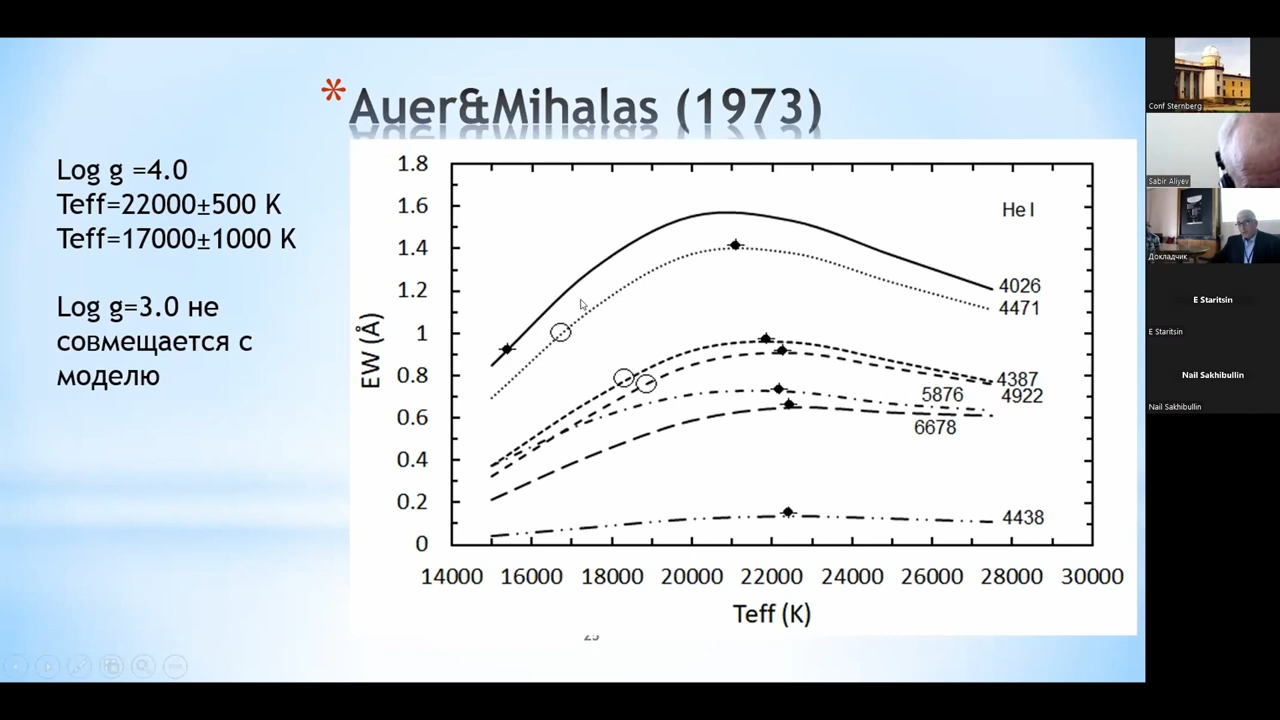 *Auer&Mihalas (1973)
Log g =4.0
Teff=22000±500 K
Teff=17000±1000 K
Log g=3.0 не
совмещается с
моделю
1.8
1.6
1.4
1.2
1
0.8
0.6
0.4
0.2
0
EW (Å)
He I
4026
4471
4387
4922
5876
6678
4438
14000 16000 18000 20000 22000 24000 26000 28000 30000
Teff (K)
Conf Sternberg
Sabir Aliyev
Докладчик
E Staritsin
E Staritsin
Nail Sakhibullin
Nail Sakhibullin